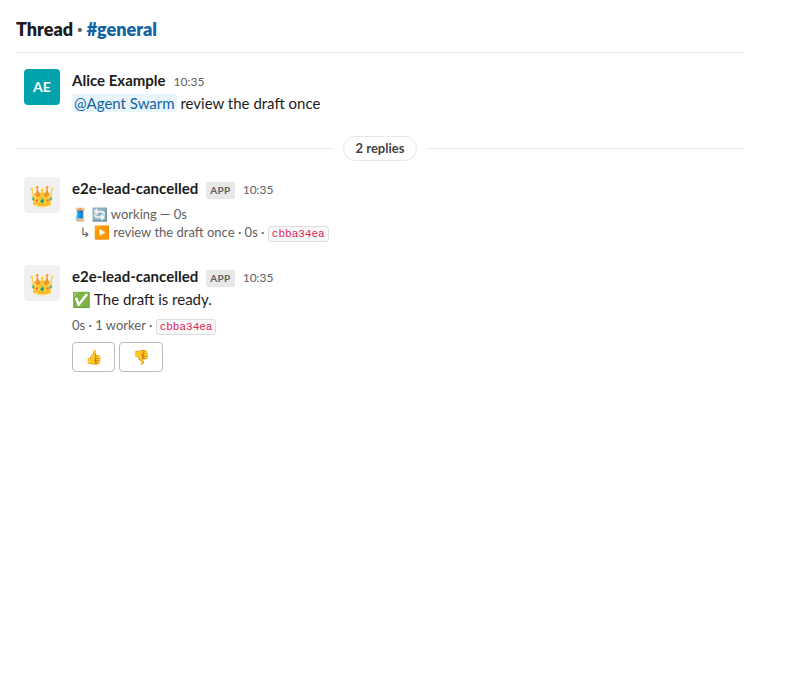 Thread • #general
AE
Alice Example 10:35
@Agent Swarm review the draft once
2 replies
e2e-lead-cancelled APP 10:35
🧵 🔄 working — 0s
↳ ▶️ review the draft once · 0s · cbba34ea
e2e-lead-cancelled APP 10:35
✅ The draft is ready.
0s · 1 worker · cbba34ea
👍 👎